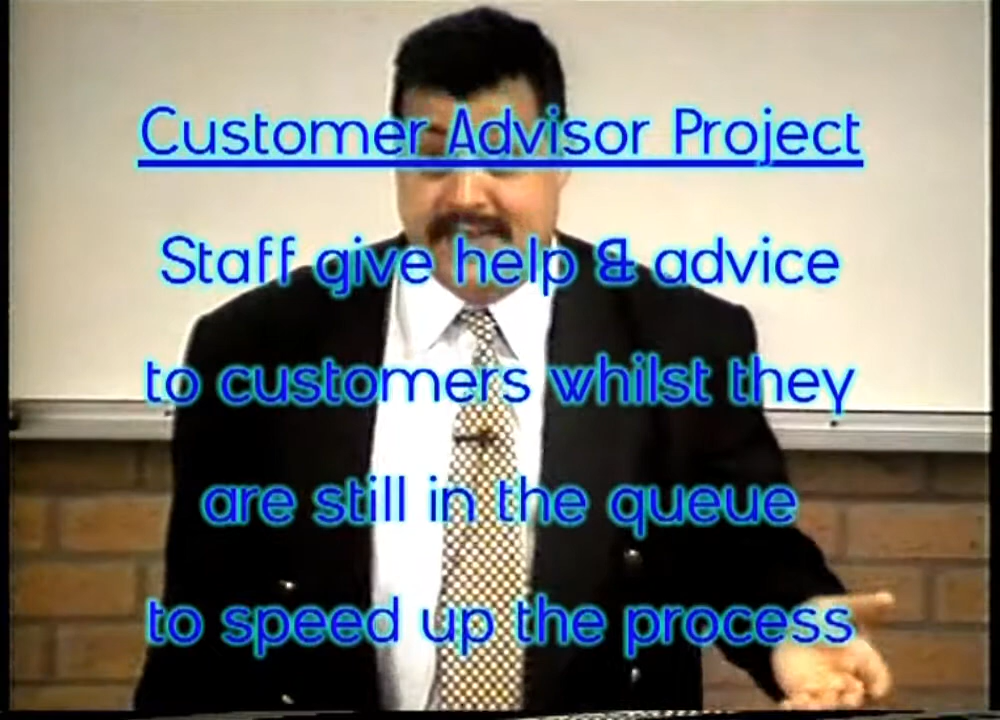 Customer Advisor Project
Staff give help & advice
to customers whilst they
are still in the queue
to speed up the process